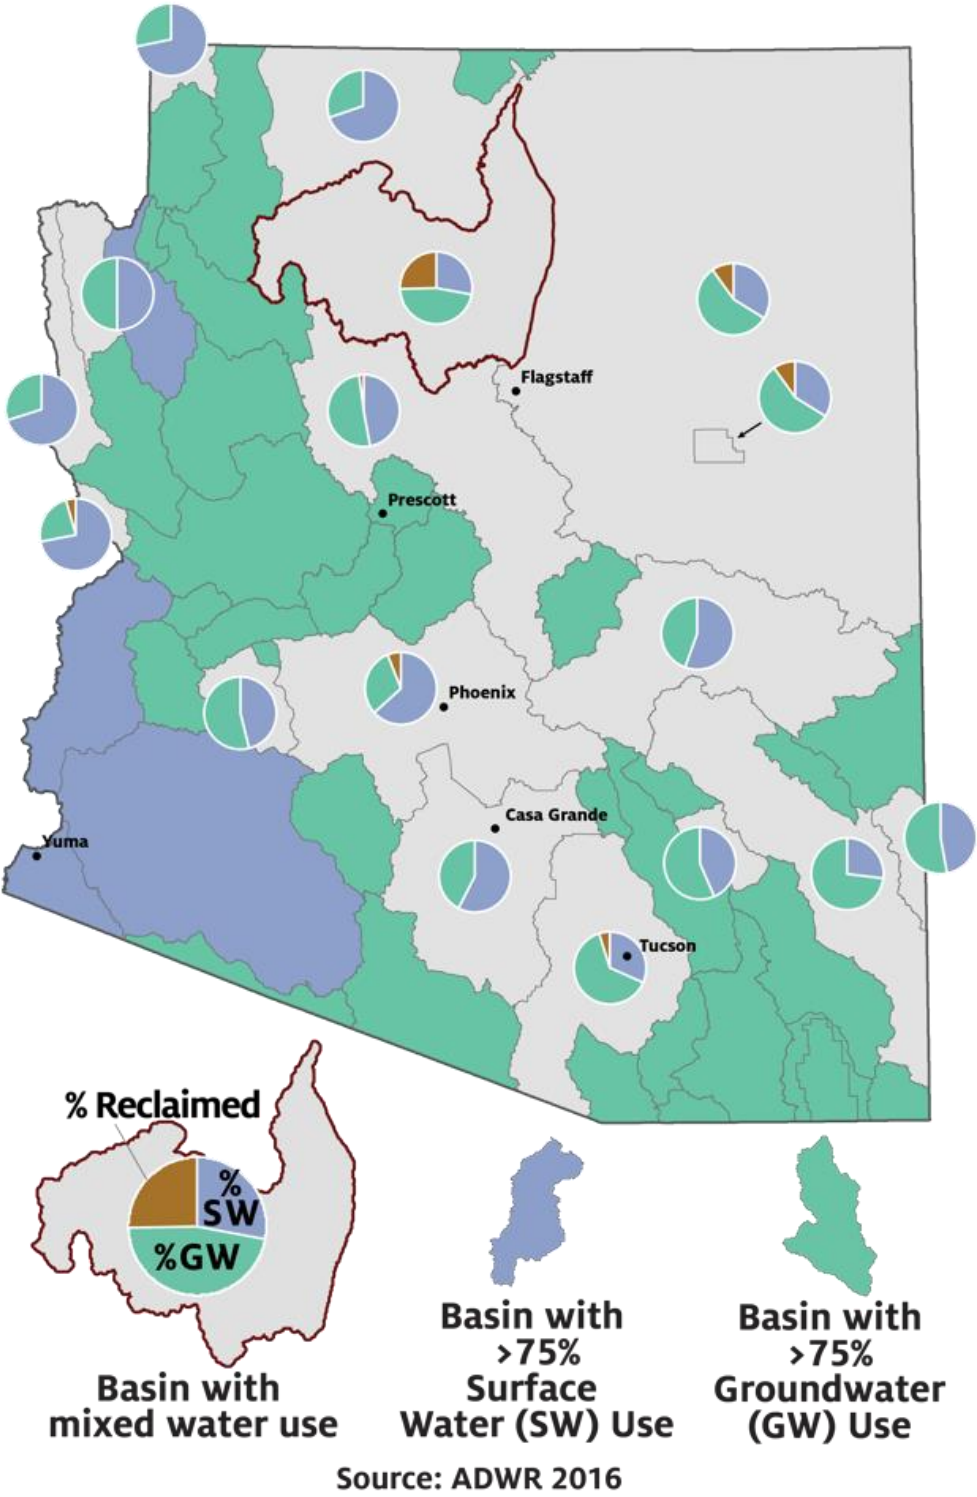 Flagstaff
Prescott
Phoenix
Casa Grande
Yuma
Tucson
% Reclaimed
%
SW
%GW
Basin with
mixed water use
Basin with
>75%
Surface
Water (SW) Use
Basin with
>75%
Groundwater
(GW) Use
Source: ADWR 2016